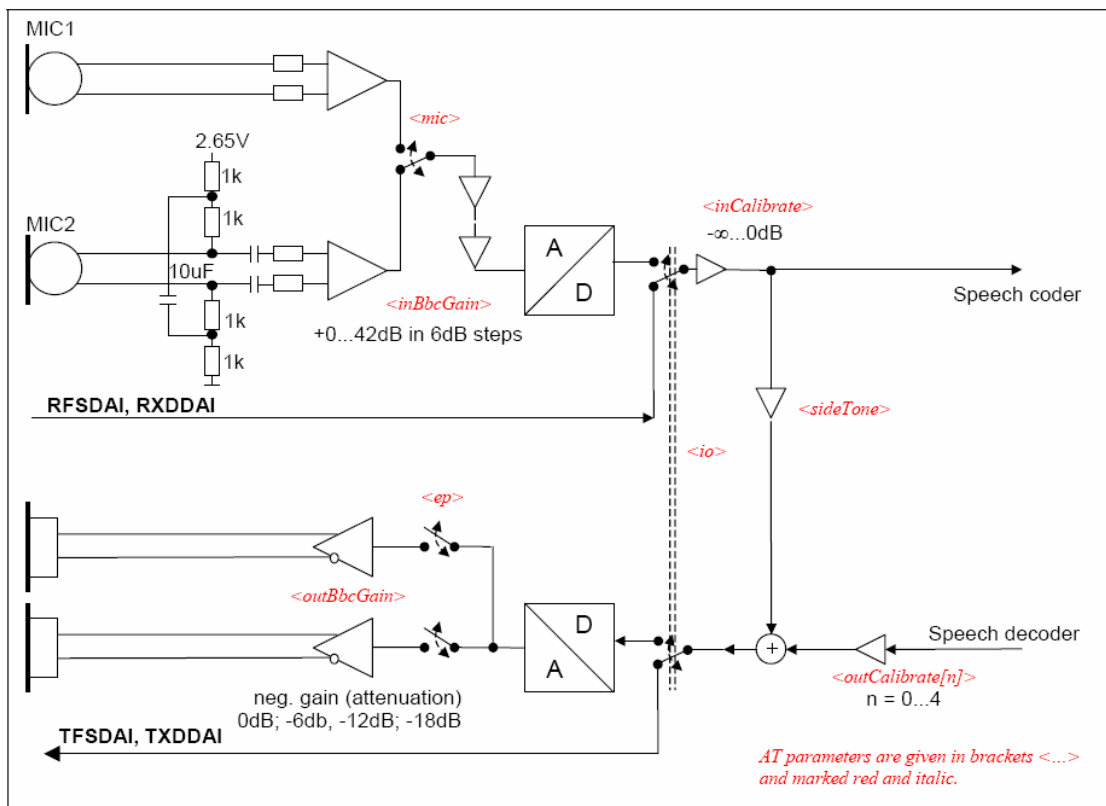 MIC1
<mic>
2.65V
1k
<inCalibrate>
-∞...0dB
1k
MIC2
A
D
10uF
Speech coder
<inBbcGain>
+0...42dB in 6dB steps
1k
1k
RFSDAI, RXDDAI
<sideTone>
<io>
<ep>
<outBbcGain>
D
A
Speech decoder
+
<outCalibrate[n]>
n = 0...4
neg. gain (attenuation)
0dB; -6db, -12dB; -18dB
TFSDAI, TXDDAI
AT parameters are given in brackets <...>
and marked red and italic.